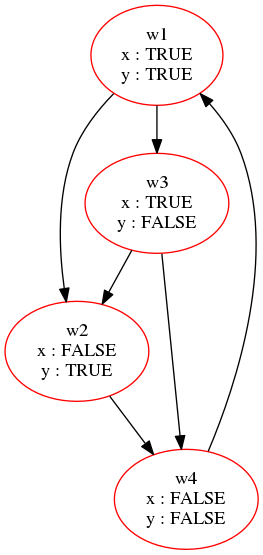 w1
x : TRUE
y : TRUE
w3
x : TRUE
y : FALSE
w2
x : FALSE
y : TRUE
w4
x : FALSE
y : FALSE